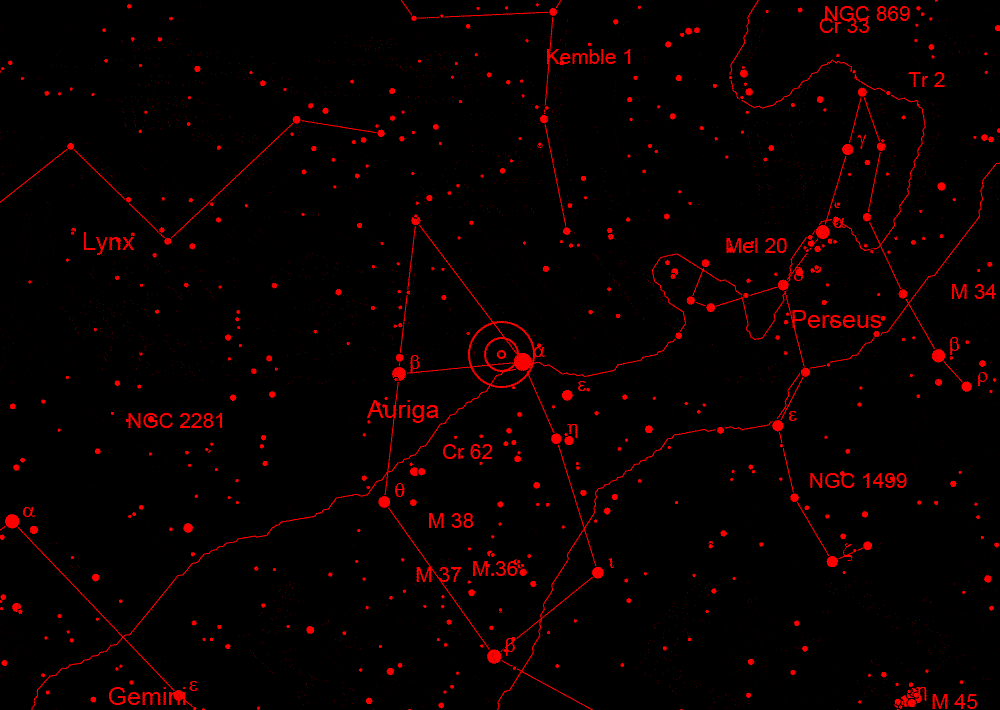 NGC 869
Cr 33
Kemble 1
Tr 2
γ
α
Lynx
Mel 20
δ
M 34
Perseus
β
α
β
ρ
ε
Auriga
ε
NGC 2281
η
Cr 62
NGC 1499
θ
α
M 38
ξ
ι
M 36
M 37
β
ε
Gemini
η
M 45